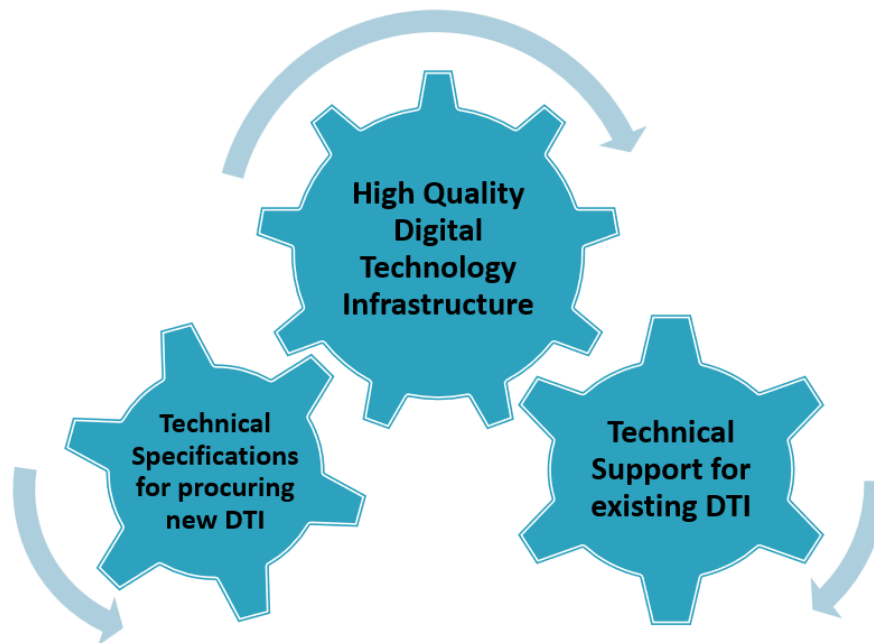 High Quality
Digital
Technology
Infrastructure
Technical
Specifications
for procuring
new DTI
Technical
Support for
existing DTI